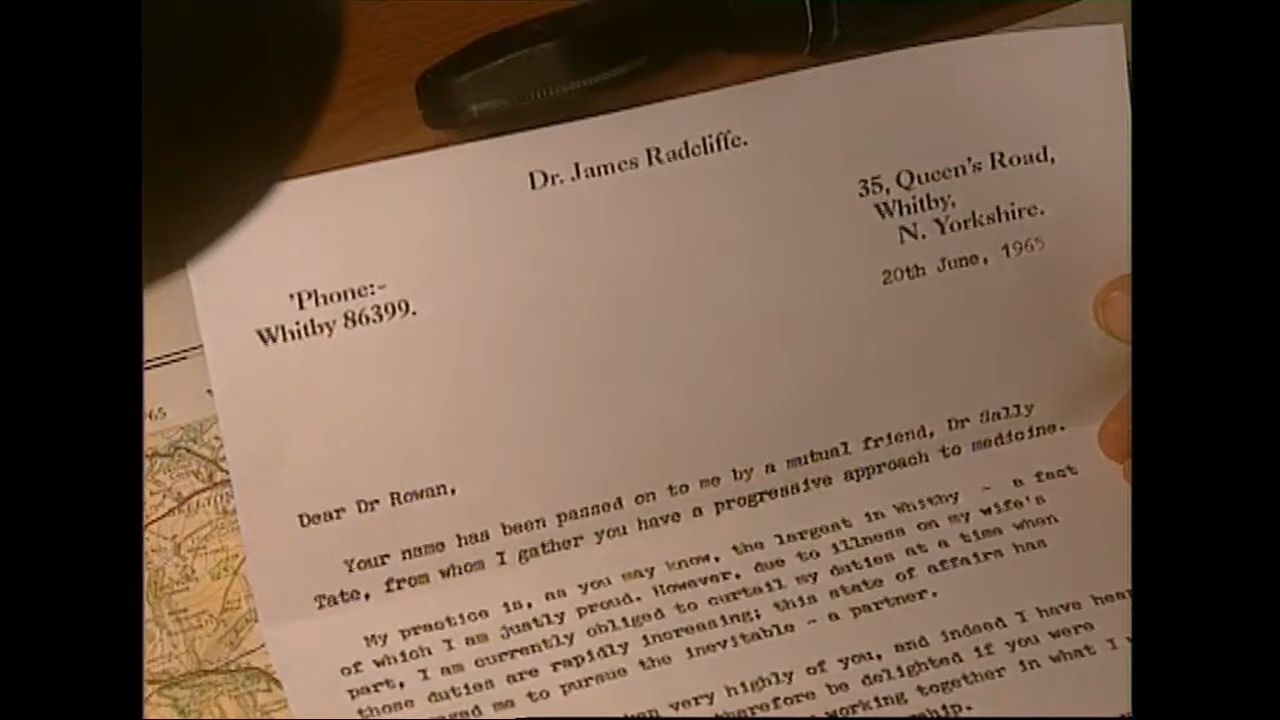 Dr. James Radcliffe.
35, Queen's Road,
Whitby,
N. Yorkshire.
20th June, 1965
'Phone:-
Whitby 86399.
65
Dear Dr Rowan,
Your name has been passed on to me by a mutual friend, Dr Sally
Tate, from whom I gather you have a progressive approach to medicine.
My practice is, as you may know, the largest in Whitby - a fact
of which I am justly proud. However, due to illness on my wife's
part, I am currently obliged to curtail my duties at a time when
those duties are rapidly increasing; this state of affairs has
me to pursue the inevitable - a partner.
very highly of you, and indeed I have hear
therefore be delighted if you were
working together in what I